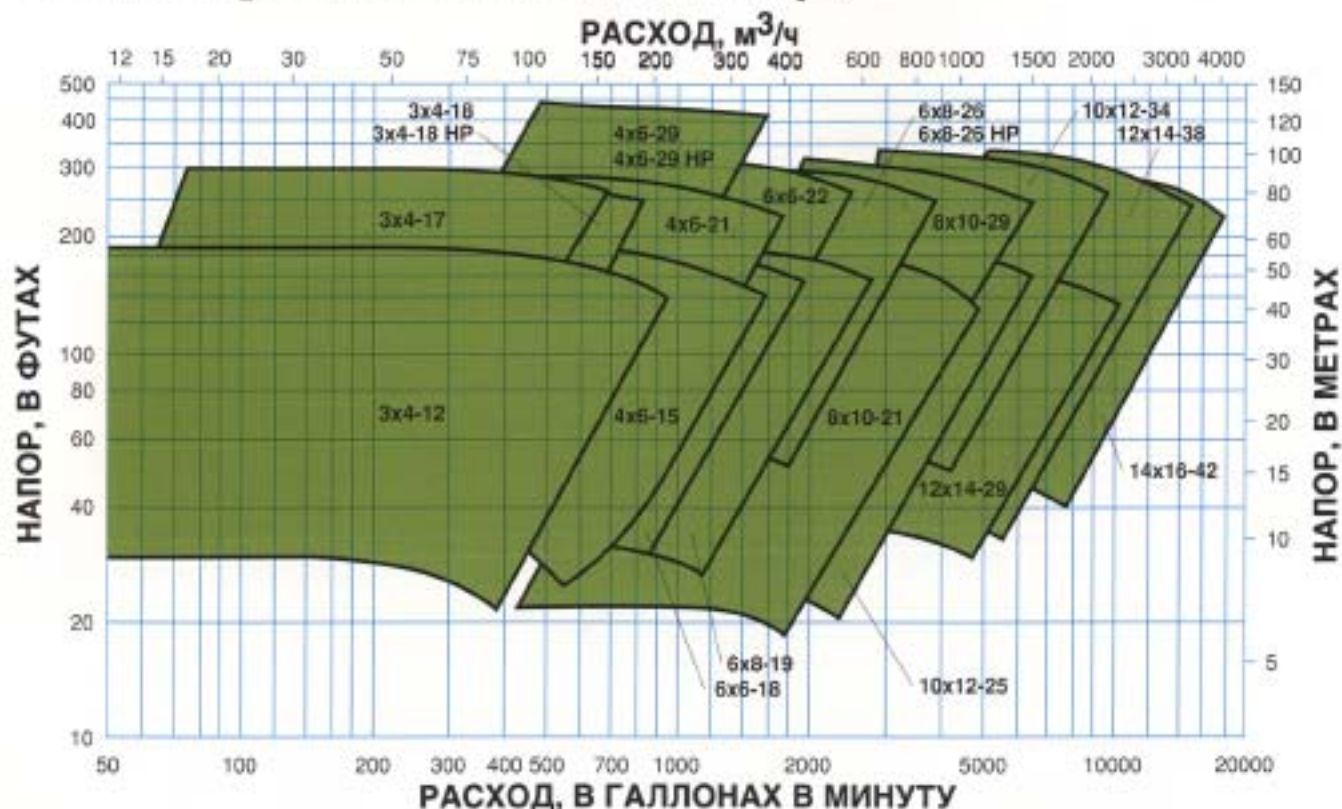 РАСХОД, м³/ч
12 15 20 30 50 75 100 150 200 300 400 600 800 1000 1500 2000 3000 4000
500 150
400 120
300 100
80
200 60
50
40
100 30
80
60 20
15
40
10
20
5
10
3x4-18
3x4-18 HP
4x6-29
4x6-29 HP
6x8-26
6x8-26 HP
10x12-34
12x14-38
3x4-17
4x6-21
6x6-22
8x10-29
3x4-12
4x6-15
8x10-21
12x14-29
14x16-42
6x8-19
6x6-18
10x12-25
НАПОР, В ФУТАХ
НАПОР, В МЕТРАХ
50 100 200 300 400 500 700 1000 2000 5000 10000 20000
РАСХОД, В ГАЛЛОНАХ В МИНУТУ